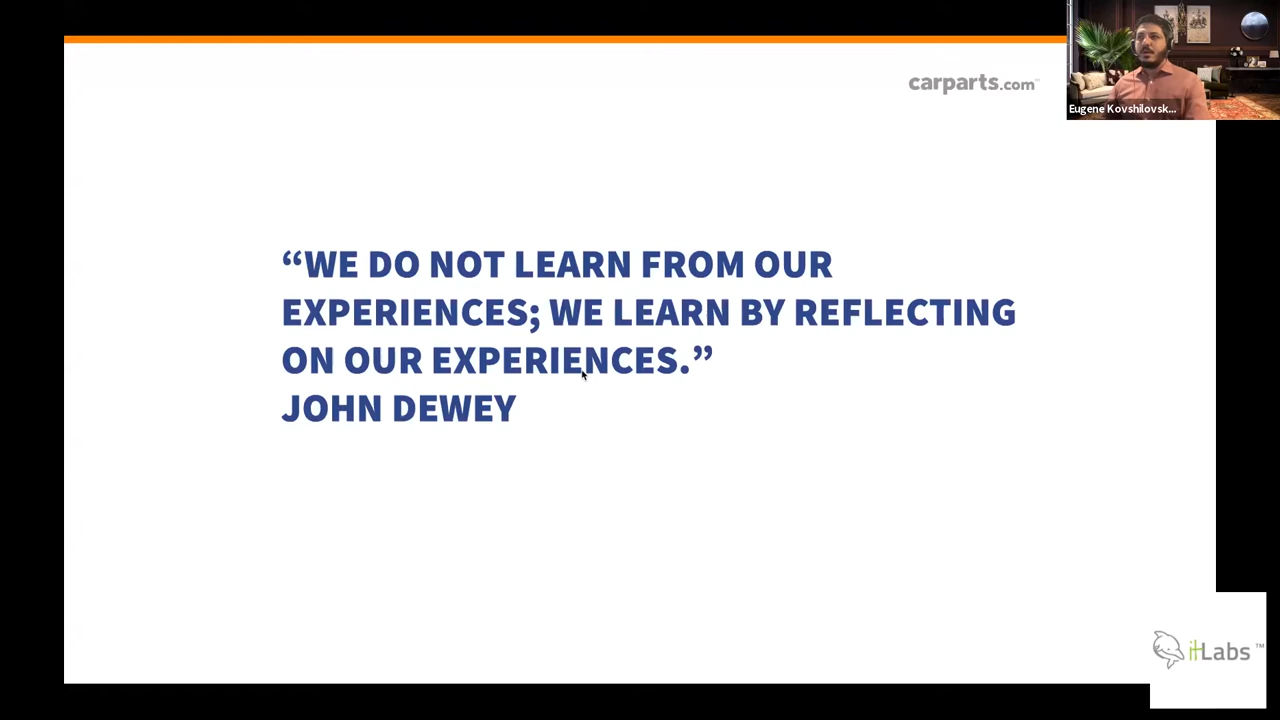 carparts.com
Eugene Kovshilovsk...
“WE DO NOT LEARN FROM OUR
EXPERIENCES; WE LEARN BY REFLECTING
ON OUR EXPERIENCES.”
JOHN DEWEY
itLabs™